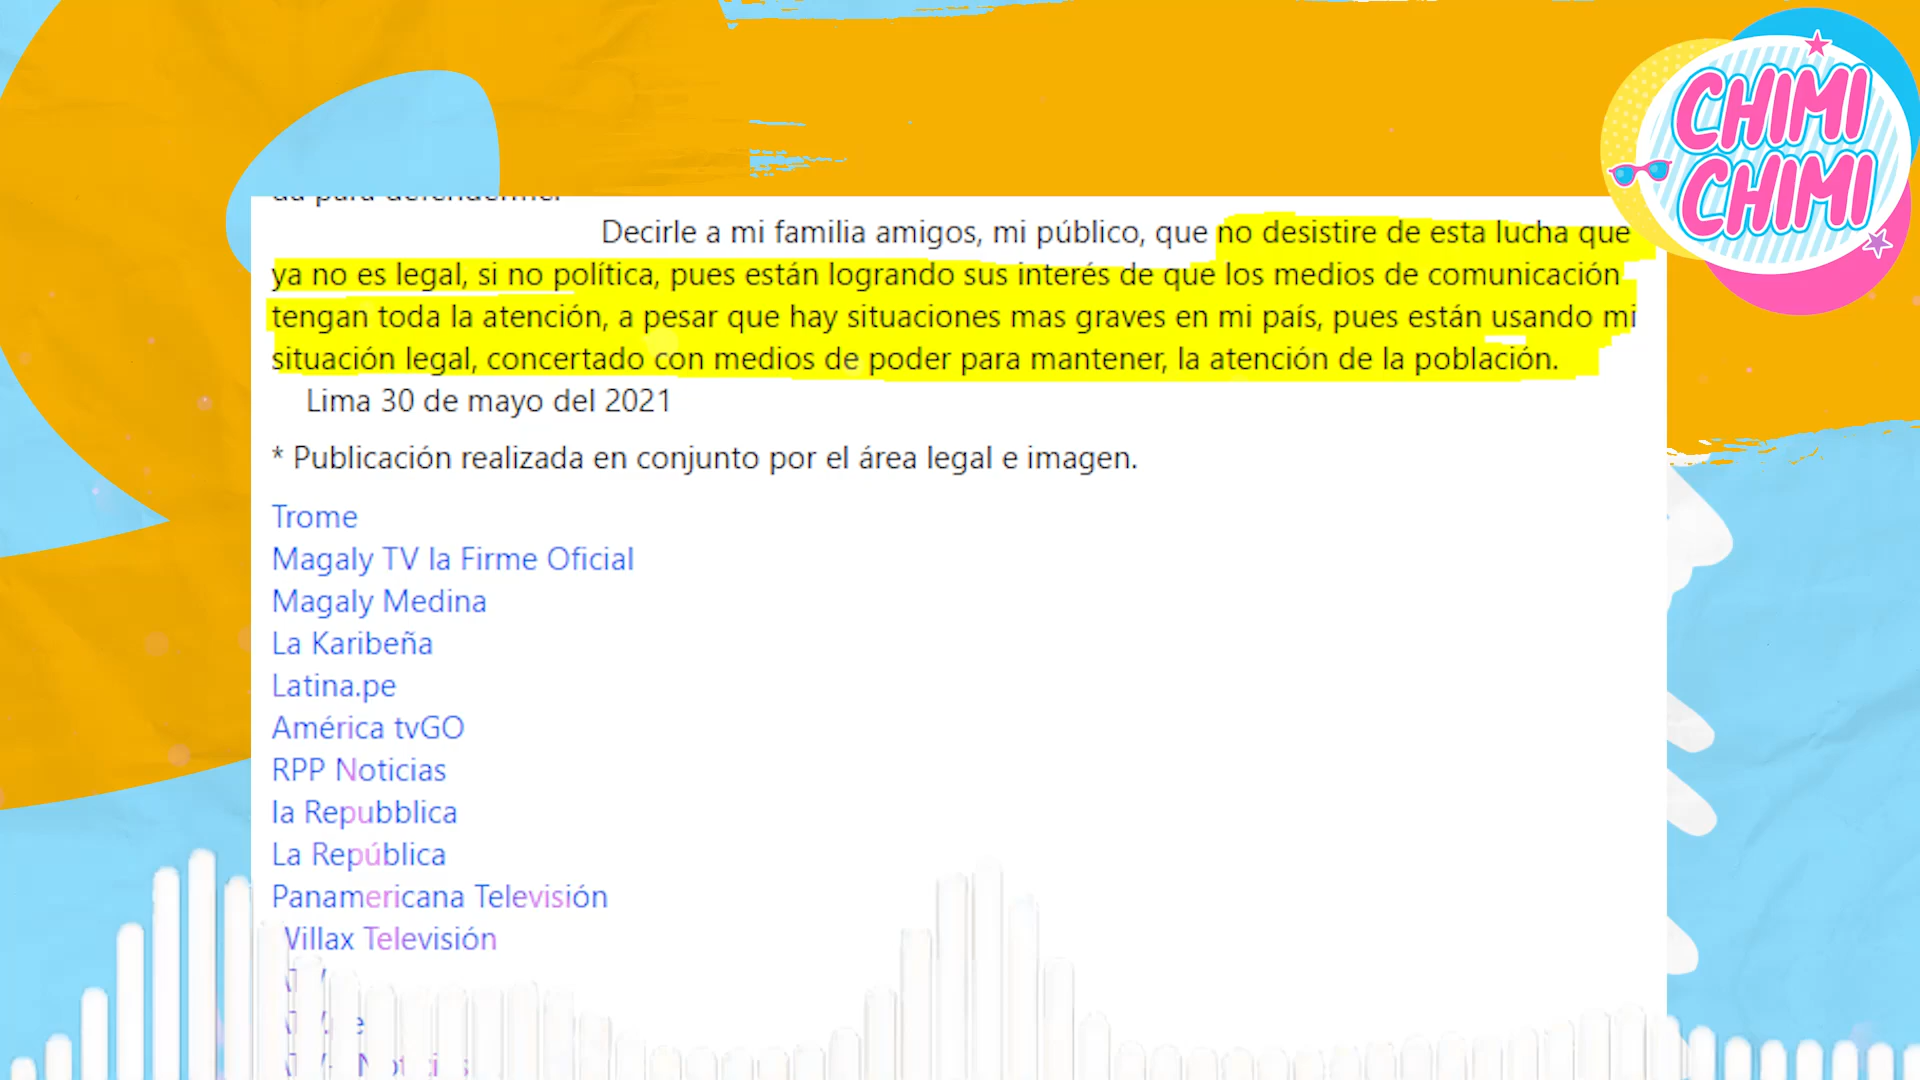 CHIMI
CHIMI
Decirle a mi familia amigos, mi público, que no desistire de esta lucha que
ya no es legal, si no política, pues están logrando sus interés de que los medios de comunicación
tengan toda la atención, a pesar que hay situaciones mas graves en mi país, pues están usando mi
situación legal, concertado con medios de poder para mantener, la atención de la población.
Lima 30 de mayo del 2021
* Publicación realizada en conjunto por el área legal e imagen.
Trome
Magaly TV la Firme Oficial
Magaly Medina
La Karibeña
Latina.pe
América tvGO
RPP Noticias
la Repubblica
La República
Panamericana Televisión
Willax Televisión